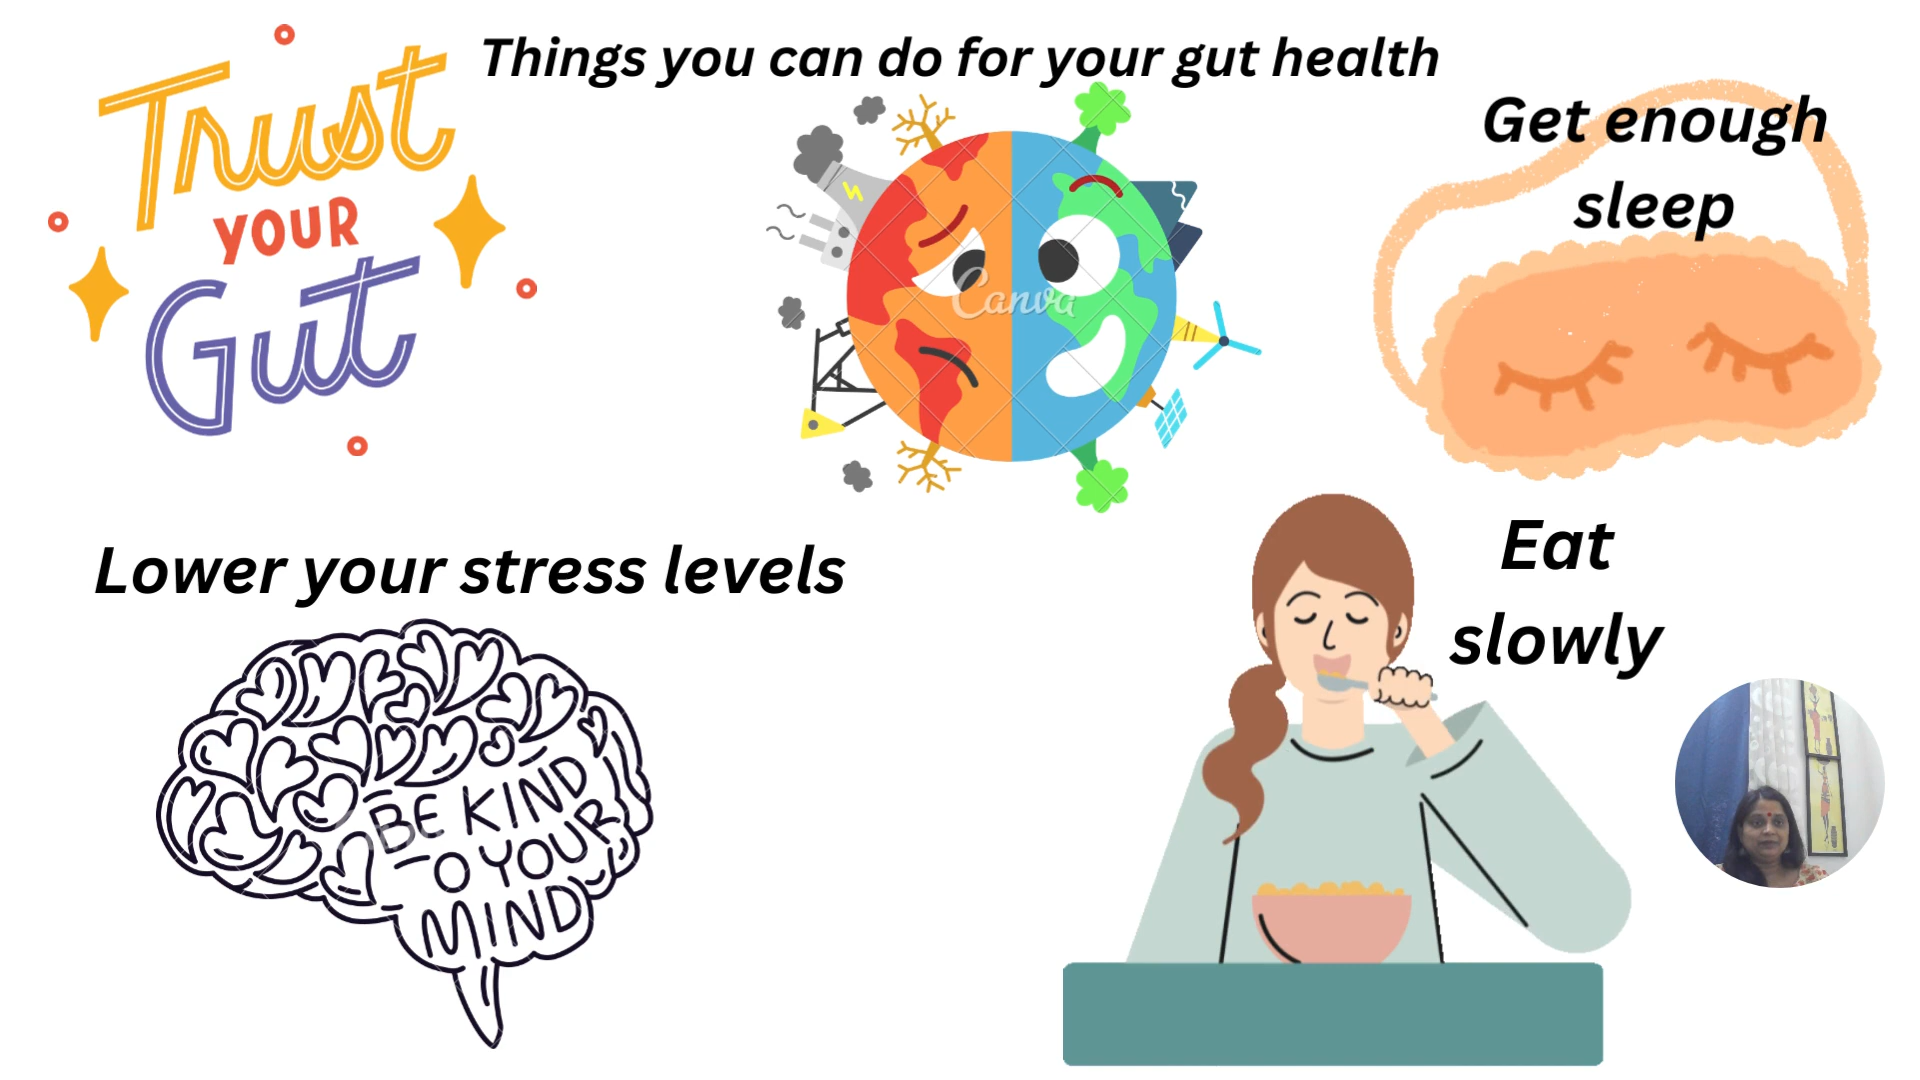 Things you can do for your gut health
Trust
YOUR
Gut
Get enough
sleep
Canva
Lower your stress levels
BE KIND
TO YOUR
MIND
Eat
slowly